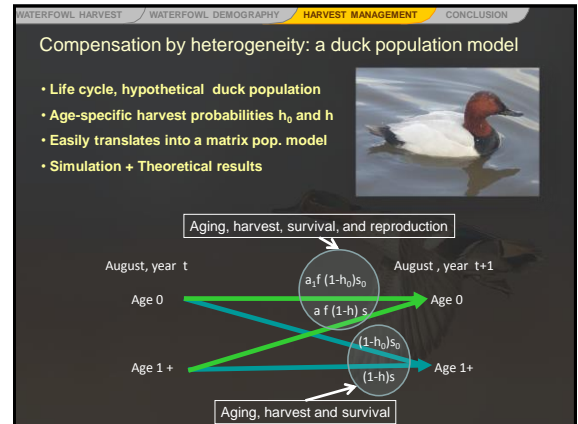 WATERFOWL HARVEST / WATERFOWL DEMOGRAPHY / HARVEST MANAGEMENT CONCLUSION
Compensation by heterogeneity: a duck population model
• Life cycle, hypothetical duck population
• Age-specific harvest probabilities h₀ and h
• Easily translates into a matrix pop. model
• Simulation + Theoretical results
Aging, harvest, survival, and reproduction
August, year t
August , year t+1
a₁f (1-h₀)s₀
Age 0
Age 0
a f (1-h) s
(1-h₀)s₀
Age 1 +
Age 1+
(1-h)s
Aging, harvest and survival